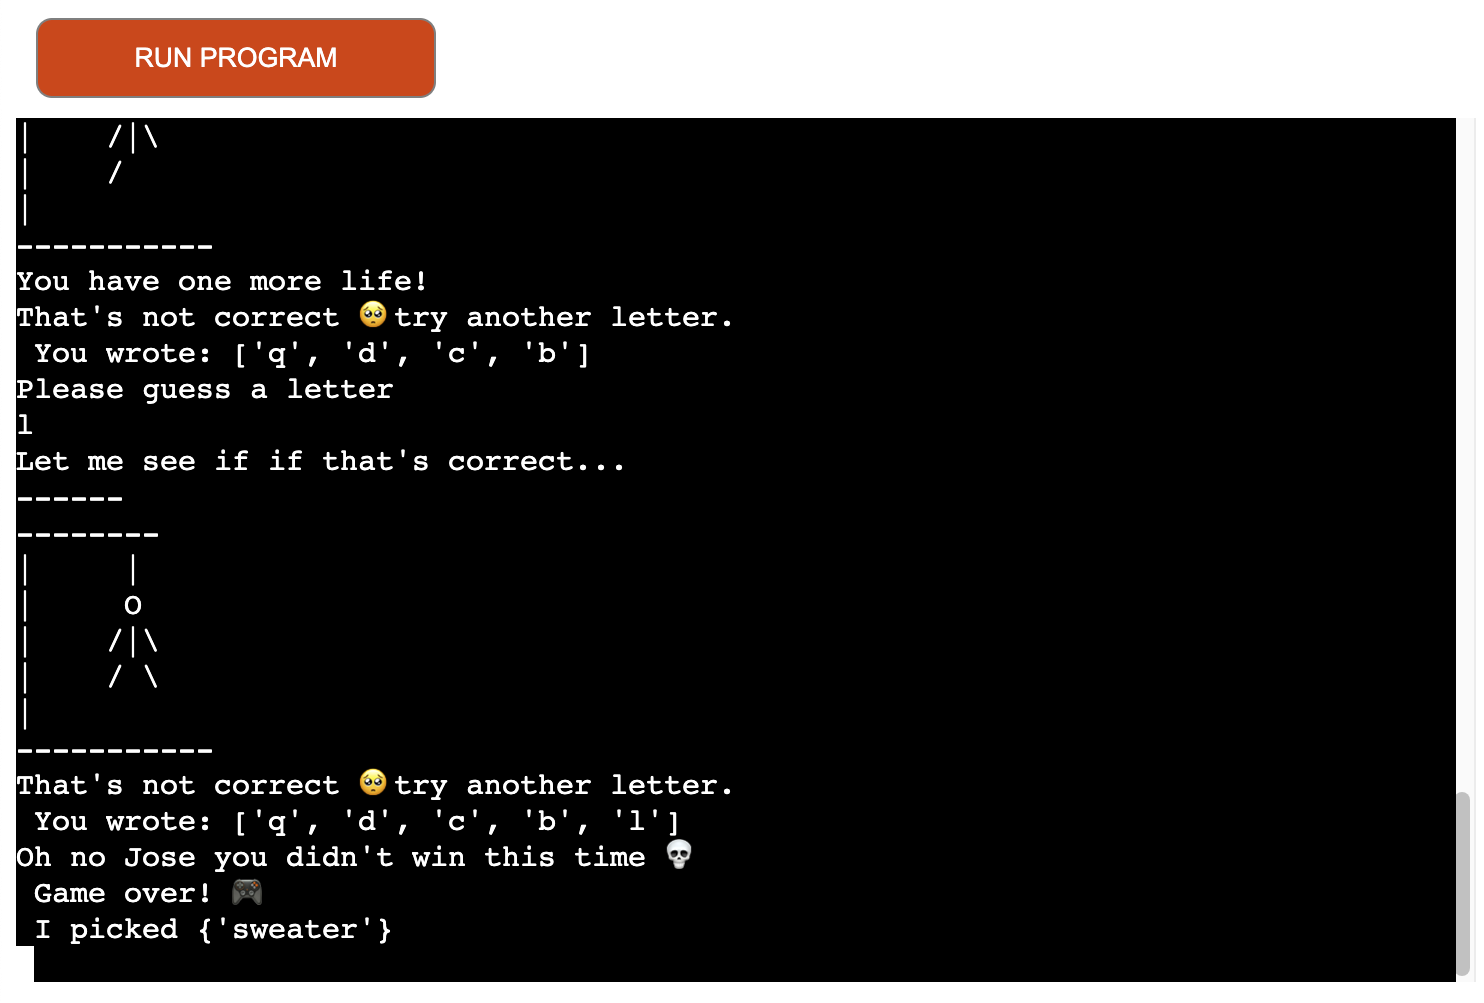 RUN PROGRAM
|    /|\
|    /
|
-----------
You have one more life!
That's not correct 🥺try another letter.
 You wrote: ['q', 'd', 'c', 'b']
Please guess a letter
l
Let me see if if that's correct...
------
--------
|     |
|     O
|    /|\
|    / \
|
-----------
That's not correct 🥺try another letter.
 You wrote: ['q', 'd', 'c', 'b', 'l']
Oh no Jose you didn't win this time 💀
 Game over! 🎮
 I picked {'sweater'}